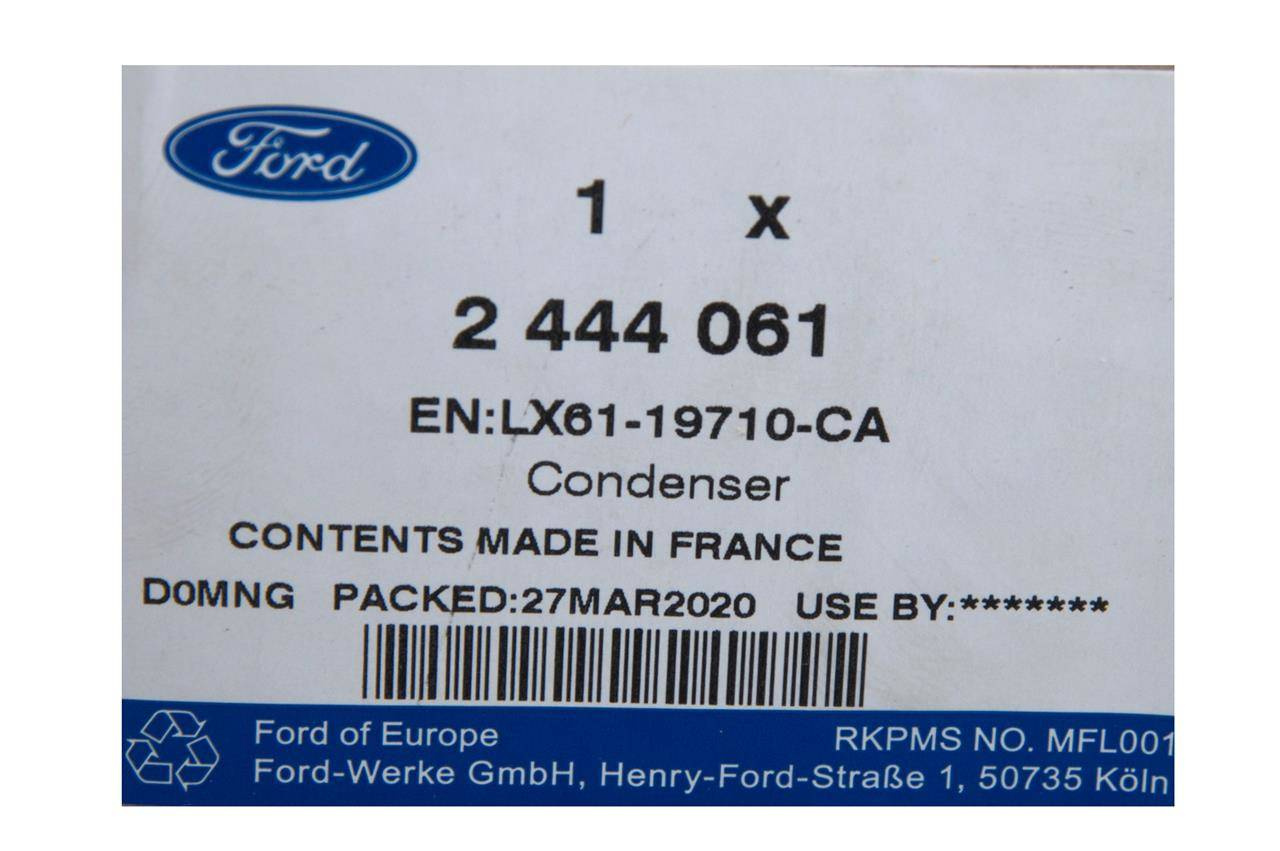 Ford
1 x
2 444 061
EN:LX61-19710-CA
Condenser
CONTENTS MADE IN FRANCE
D0MNG PACKED:27MAR2020 USE BY:*******
Ford of Europe RKPMS NO. MFL001
Ford-Werke GmbH, Henry-Ford-Straße 1, 50735 Köln